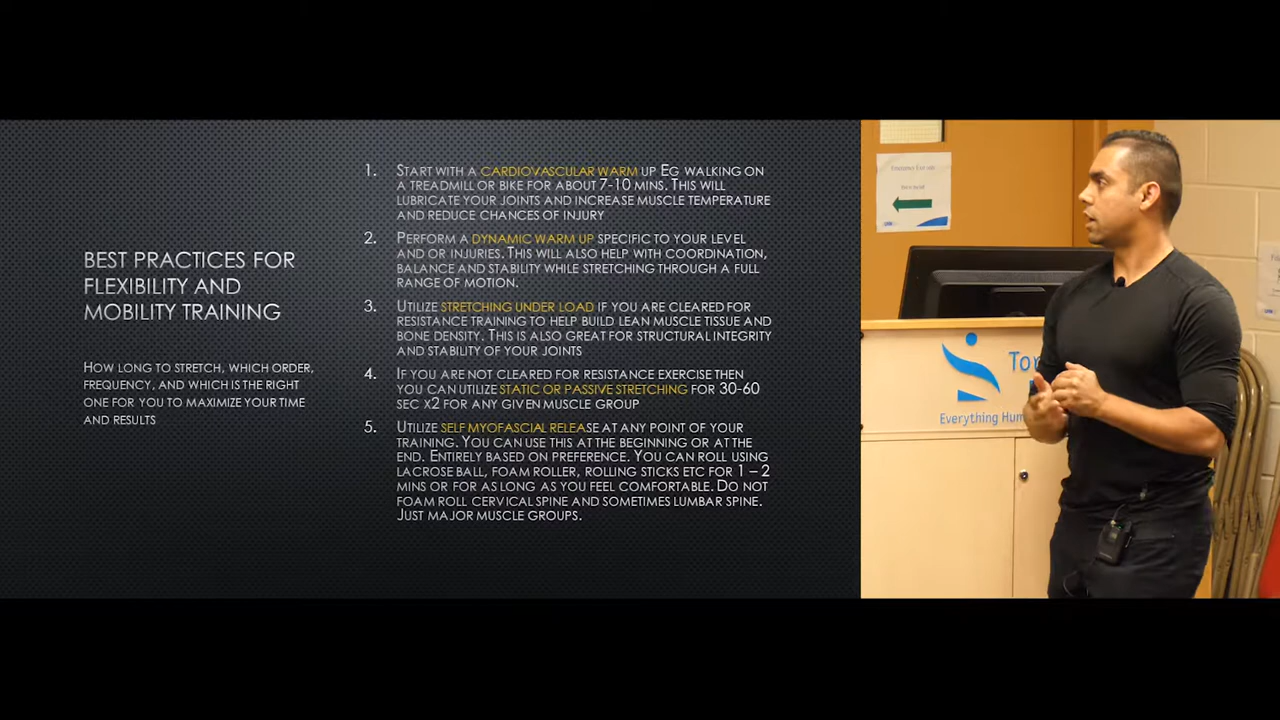 BEST PRACTICES FOR
FLEXIBILITY AND
MOBILITY TRAINING
HOW LONG TO STRETCH, WHICH ORDER,
FREQUENCY, AND WHICH IS THE RIGHT
ONE FOR YOU TO MAXIMIZE YOUR TIME
AND RESULTS
1. START WITH A CARDIOVASCULAR WARM UP EG WALKING ON
A TREADMILL OR BIKE FOR ABOUT 7-10 MINS. THIS WILL
LUBRICATE YOUR JOINTS AND INCREASE MUSCLE TEMPERATURE
AND REDUCE CHANCES OF INJURY
2. PERFORM A DYNAMIC WARM UP SPECIFIC TO YOUR LEVEL
AND OR INJURIES. THIS WILL ALSO HELP WITH COORDINATION,
BALANCE AND STABILITY WHILE STRETCHING THROUGH A FULL
RANGE OF MOTION.
3. UTILIZE STRETCHING UNDER LOAD IF YOU ARE CLEARED FOR
RESISTANCE TRAINING TO HELP BUILD LEAN MUSCLE TISSUE AND
BONE DENSITY. THIS IS ALSO GREAT FOR STRUCTURAL INTEGRITY
AND STABILITY OF YOUR JOINTS
4. IF YOU ARE NOT CLEARED FOR RESISTANCE EXERCISE THEN
YOU CAN UTILIZE STATIC OR PASSIVE STRETCHING FOR 30-60
SEC X2 FOR ANY GIVEN MUSCLE GROUP
5. UTILIZE SELF MYOFASCIAL RELEASE AT ANY POINT OF YOUR
TRAINING. YOU CAN USE THIS AT THE BEGINNING OR AT THE
END. ENTIRELY BASED ON PREFERENCE. YOU CAN ROLL USING
LACROSE BALL, FOAM ROLLER, ROLLING STICKS ETC FOR 1 – 2
MINS OR FOR AS LONG AS YOU FEEL COMFORTABLE. DO NOT
FOAM ROLL CERVICAL SPINE AND SOMETIMES LUMBAR SPINE.
JUST MAJOR MUSCLE GROUPS.
Tor
Everything Hum